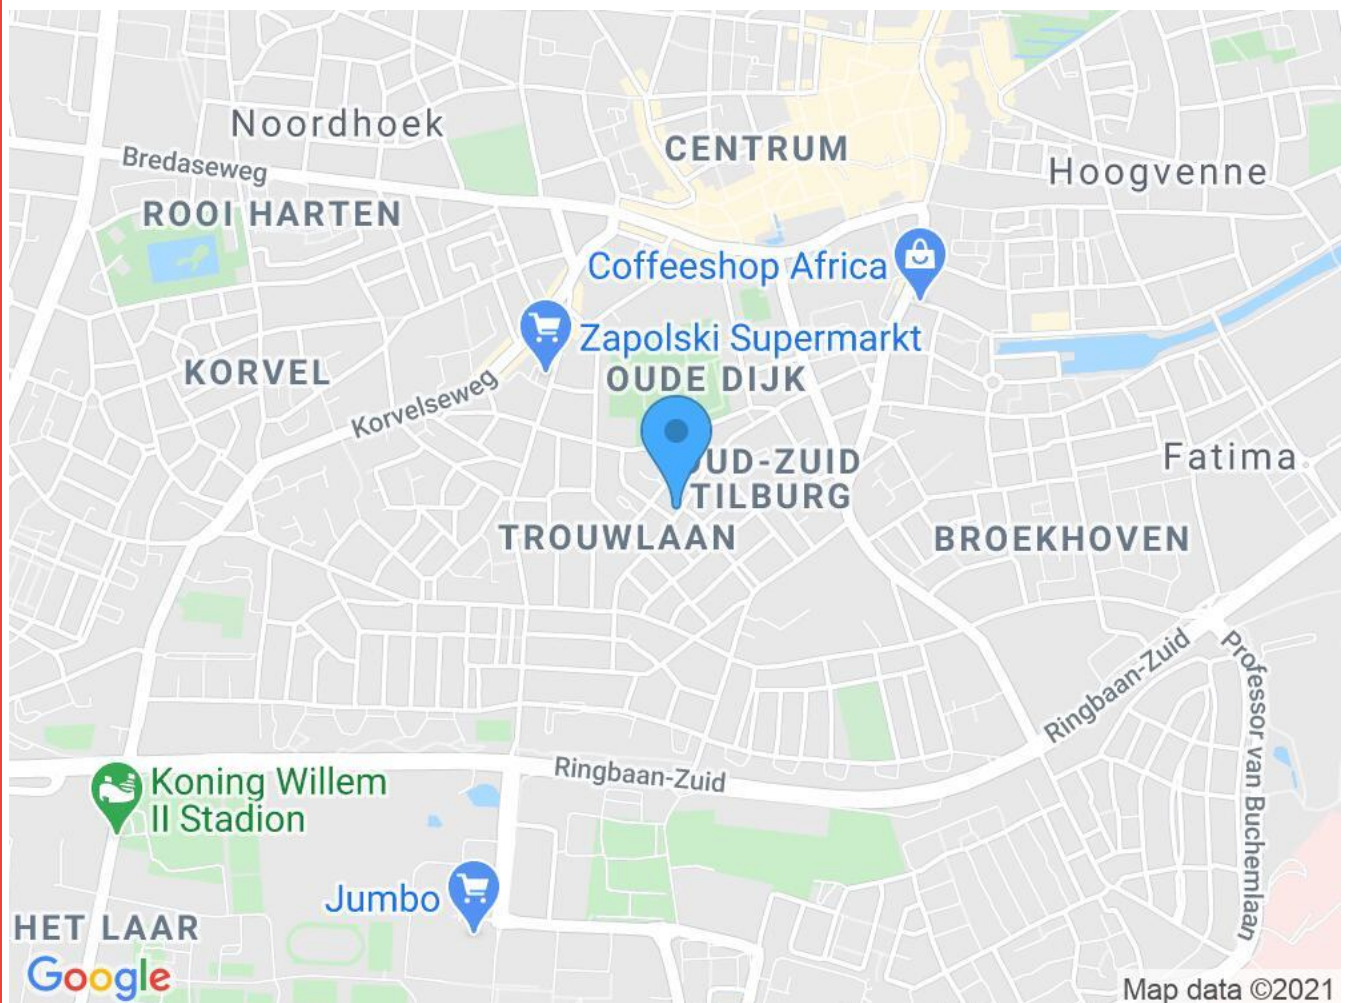 Noordhoek
CENTRUM
Bredaseweg
Hoogvenne
ROOI HARTEN
Coffeeshop Africa
Zapolski Supermarkt
KORVEL
OUDE DIJK
Korvelseweg
UD-ZUID
TILBURG
Fatima
TROUWLAAN
BROEKHOVEN
Ringbaan-Zuid
Professor van Buchemlaan
Ringbaan-Zuid
Koning Willem
II Stadion
Jumbo
HET LAAR
Google
Map data ©2021